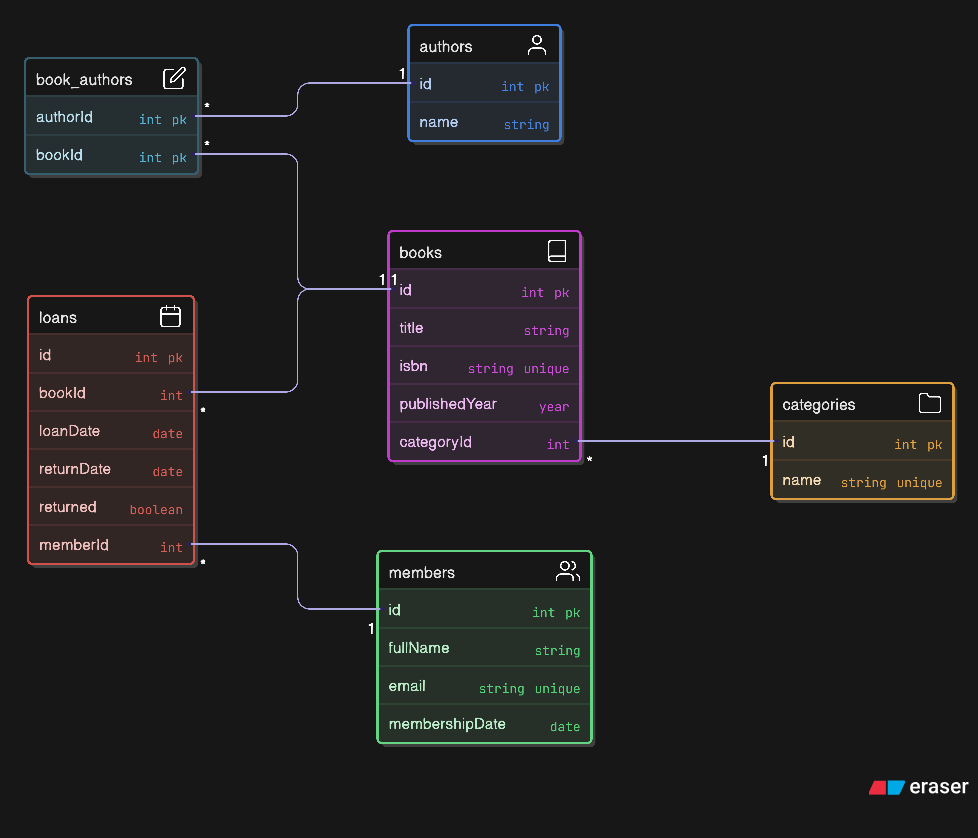 authors
id int pk
name string
book_authors
authorId int pk
bookId int pk
1
*
*
books
id int pk
title string
isbn string unique
publishedYear year
categoryId int
1 1
*
loans
id int pk
bookId int
loanDate date
returnDate date
returned boolean
memberId int
*
*
categories
id int pk
name string unique
1
members
id int pk
fullName string
email string unique
membershipDate date
1
eraser